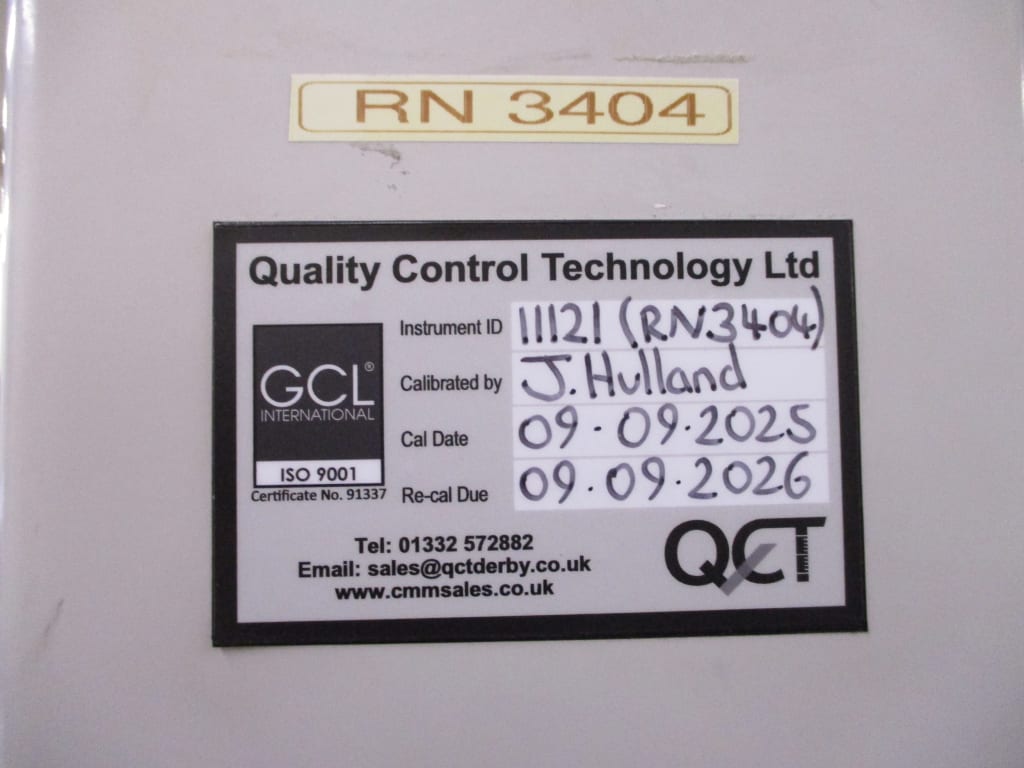 RN 3404
Quality Control Technology Ltd
Instrument ID 11121 (RN3404)
Calibrated by J. Hulland
Cal Date 09.09.2025
Re-cal Due 09.09.2026
GCL®
INTERNATIONAL
ISO 9001
Certificate No. 91337
Tel: 01332 572882
Email: sales@qctderby.co.uk
www.cmmsales.co.uk
QCT